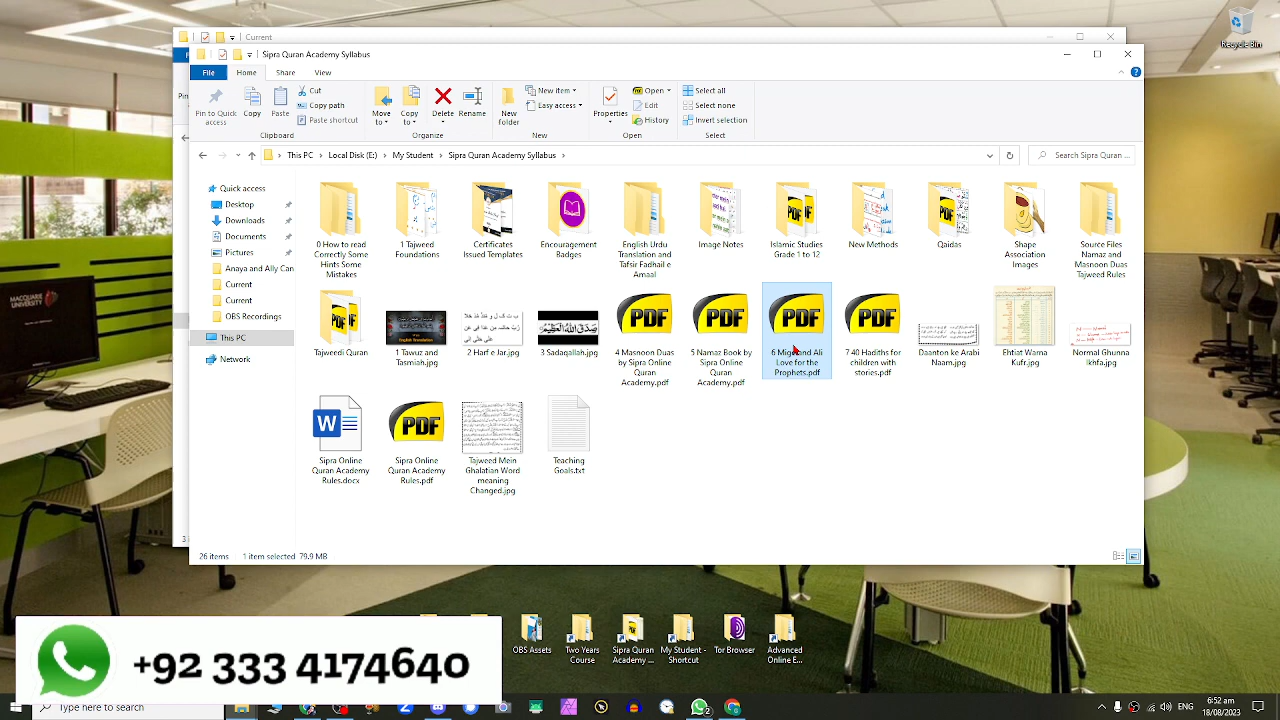 Current
Sipra Quran Academy Syllabus
File Home Share View
Pin to Quick access
Copy
Paste
Cut
Copy path
Paste shortcut
Clipboard
Move to
Copy to
Delete
Rename
Organize
New folder
New item
Easy access
New
Properties
Open
Edit
History
Open
Select all
Select none
Invert selection
Select
This PC > Local Disk (E:) > My Student > Sipra Quran Academy Syllabus >
Search Sipra Quran ...
Quick access
Desktop
Downloads
Documents
Pictures
Anaya and Ally Can
Current
Current
OBS Recordings
This PC
Network
0 How to read Correctly Some Hints Some Mistakes
1 Tajwed Foundations
Certificates Issued Templates
Encouragement Badges
English Urdu Translation and Tafsir Fadhail e Amaal
Image Notes
Islamic Studies Grade 1 to 12
New Methods
Qaidas
Shape Association Images
Source Files Namaz and Masnoon Duas Tajweed Rules
Tajweedi Quran
1 Tawuz and Tasmia.jpg
2 Harf e lar.jpg
3 Sadaqallah.jpg
4 Masnoon Duas by Sipra Online Quran Academy.pdf
5 Namaz Book by Sipra Online Quran Academy.pdf
Love for the Prophets.pdf
7 40 Hadiths for children with stories.pdf
Daanton ke Arabi Naam.jpg
Ehtiat Warna Kufr.jpg
Normal Ghunna Ikhfa.jpg
Sipra Online Quran Academy Rules.docx
Sipra Online Quran Academy Rules.pdf
Tajweed Mein Ghalatian Word meaning Changed.jpg
Teaching Goals.txt
26 items 1 item selected 79.9 MB
Recycle Bin
OBS Assets
Two Years Course
Sipra Quran Academy ...
My Student - Shortcut
Tor Browser
Advanced Online E...
+92 333 4174640
Type here to search
6:52 am
18/08/2023